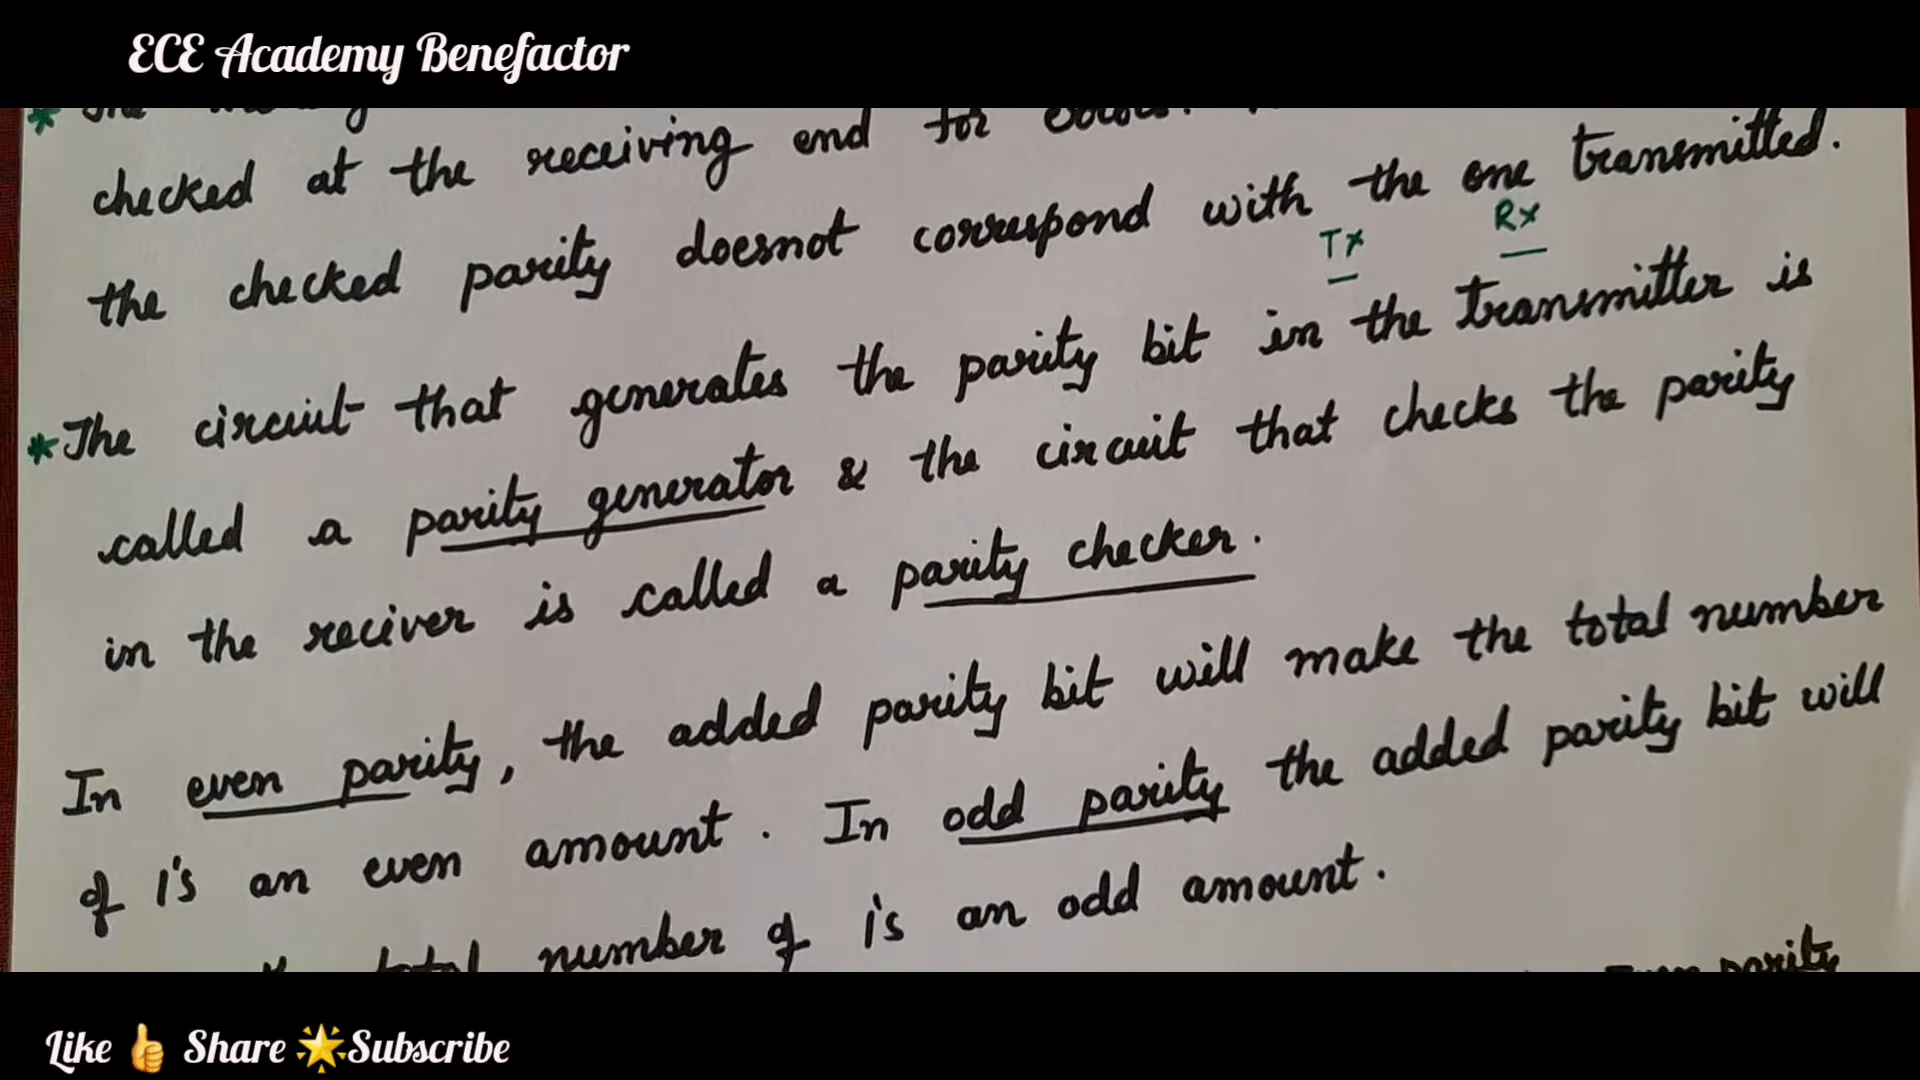 ECE Academy Benefactor
checked at the receiving end for
the checked parity doesnot correspond with the one transmitted.
Tx Rx
* The circuit that generates the parity bit in the transmitter is
called a parity generator & the circuit that checks the parity
in the reciver is called a parity checker.
In even parity, the added parity bit will make the total number
of 1's an even amount. In odd parity the added parity bit will
total number of 1's an odd amount.
Even parity
Like 👍 Share 🌟Subscribe